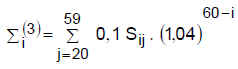 Σᵢ⁽³⁾ = Σ_{j=20}^{59} 0,1 Sᵢⱼ . (1,04)^{60−i}